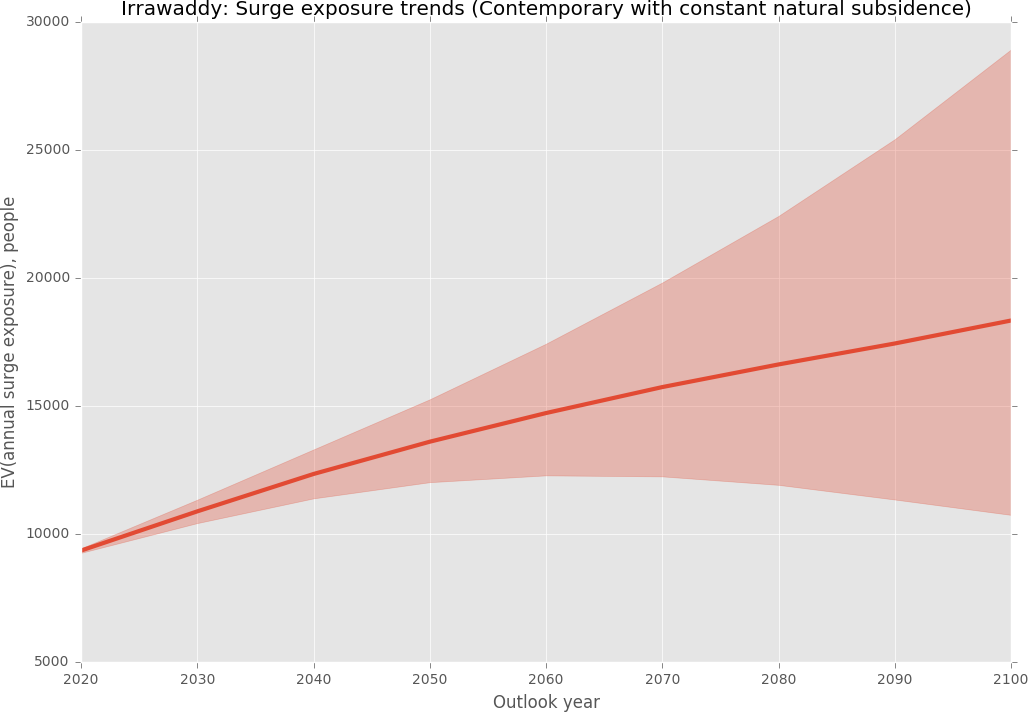 Irrawaddy: Surge exposure trends (Contemporary with constant natural subsidence)
EV(annual surge exposure), people
30000
25000
20000
15000
10000
5000
2020 2030 2040 2050 2060 2070 2080 2090 2100
Outlook year